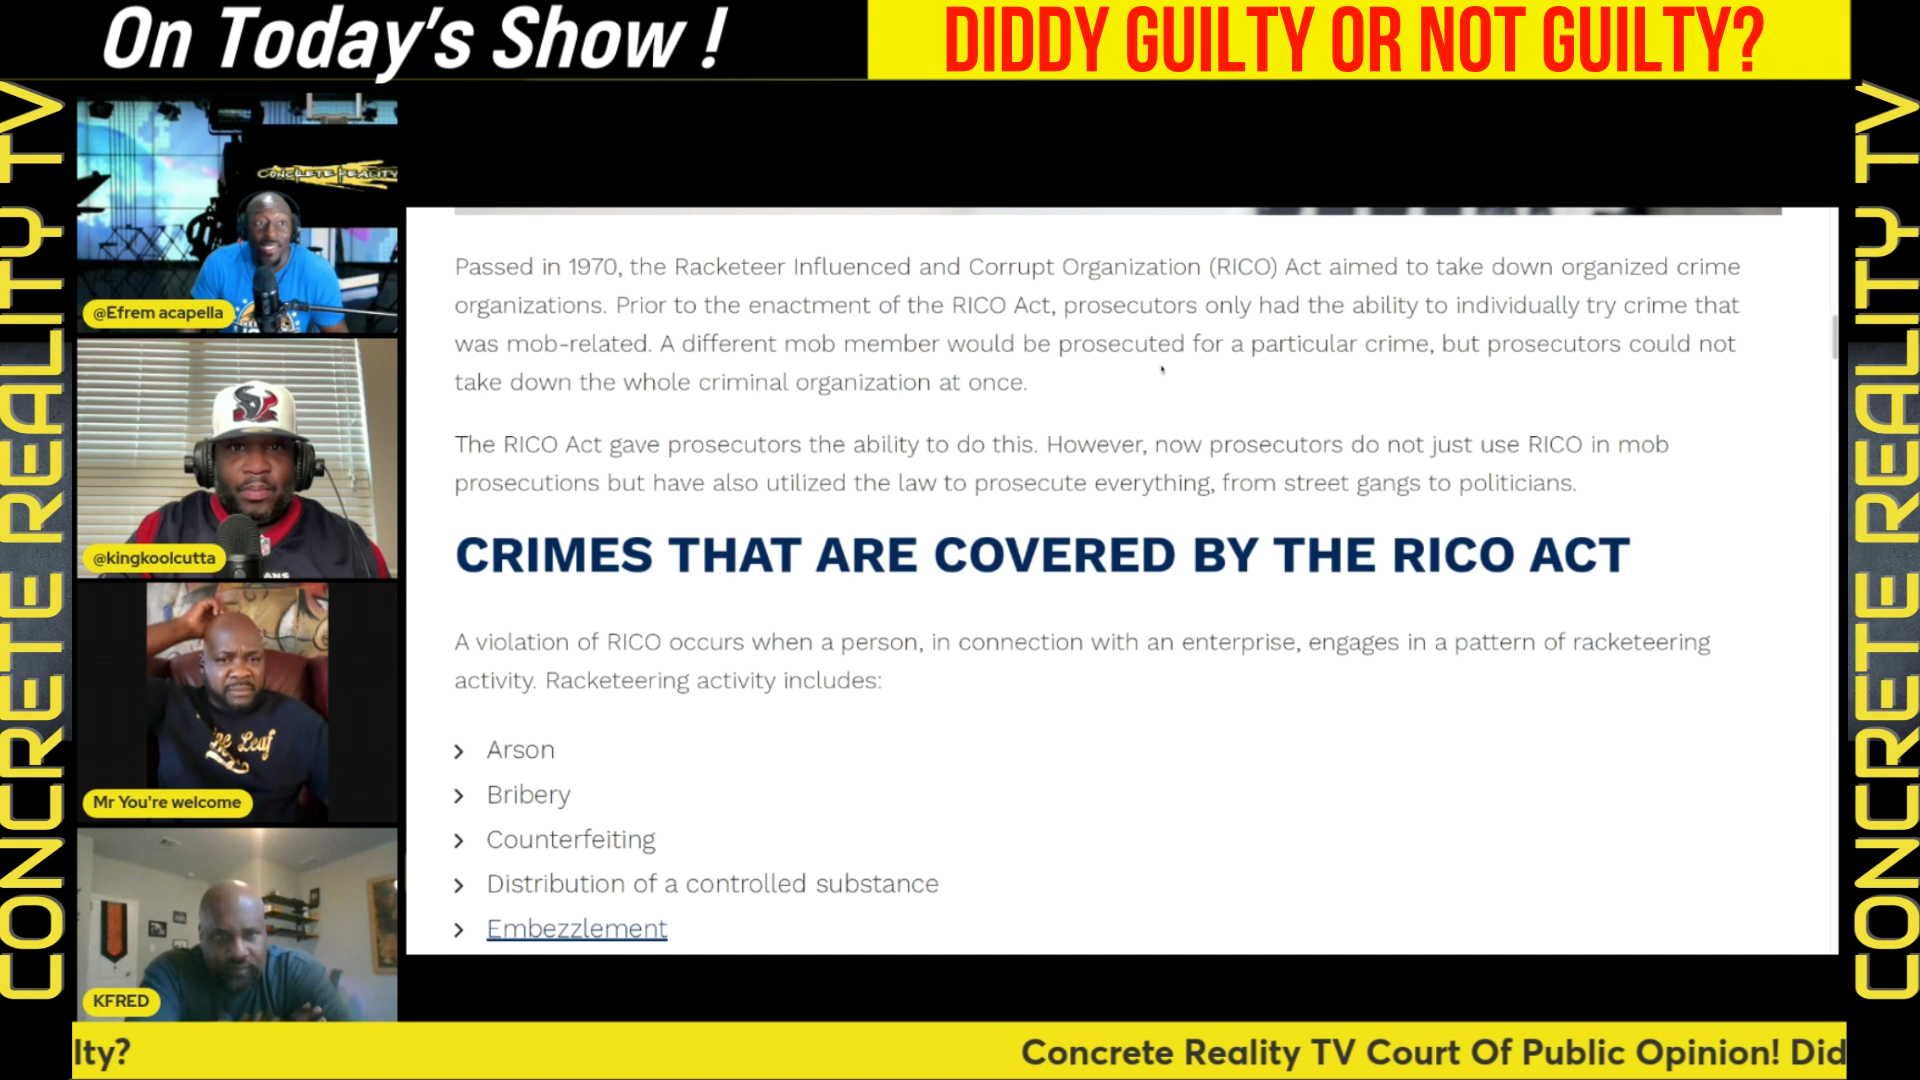 On Today's Show !
DIDDY GUILTY OR NOT GUILTY?
CONCRETE REALITY TV
CONCRETE REALITY
@Efrem acapella
@kingkoolcutta
ANS
ne Leaf
Mr You're welcome
KFRED
Passed in 1970, the Racketeer Influenced and Corrupt Organization (RICO) Act aimed to take down organized crime
organizations. Prior to the enactment of the RICO Act, prosecutors only had the ability to individually try crime that
was mob-related. A different mob member would be prosecuted for a particular crime, but prosecutors could not
take down the whole criminal organization at once.
The RICO Act gave prosecutors the ability to do this. However, now prosecutors do not just use RICO in mob
prosecutions but have also utilized the law to prosecute everything, from street gangs to politicians.
CRIMES THAT ARE COVERED BY THE RICO ACT
A violation of RICO occurs when a person, in connection with an enterprise, engages in a pattern of racketeering
activity. Racketeering activity includes:
Arson
Bribery
Counterfeiting
Distribution of a controlled substance
Embezzlement
CONCRETE REALITY TV
lty?
Concrete Reality TV Court Of Public Opinion! Did